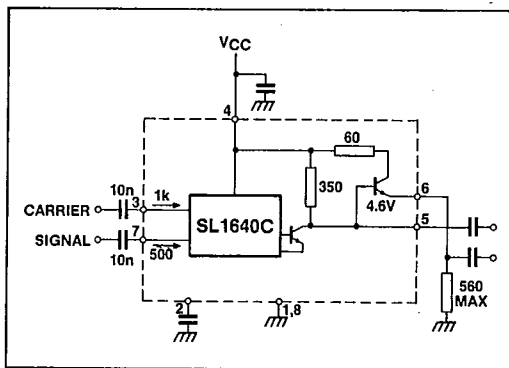 VCC
4
60
350
4.6V
6
5
10n
3
1k
CARRIER
SL1640C
SIGNAL
7
500
10n
2
1,8
560
MAX